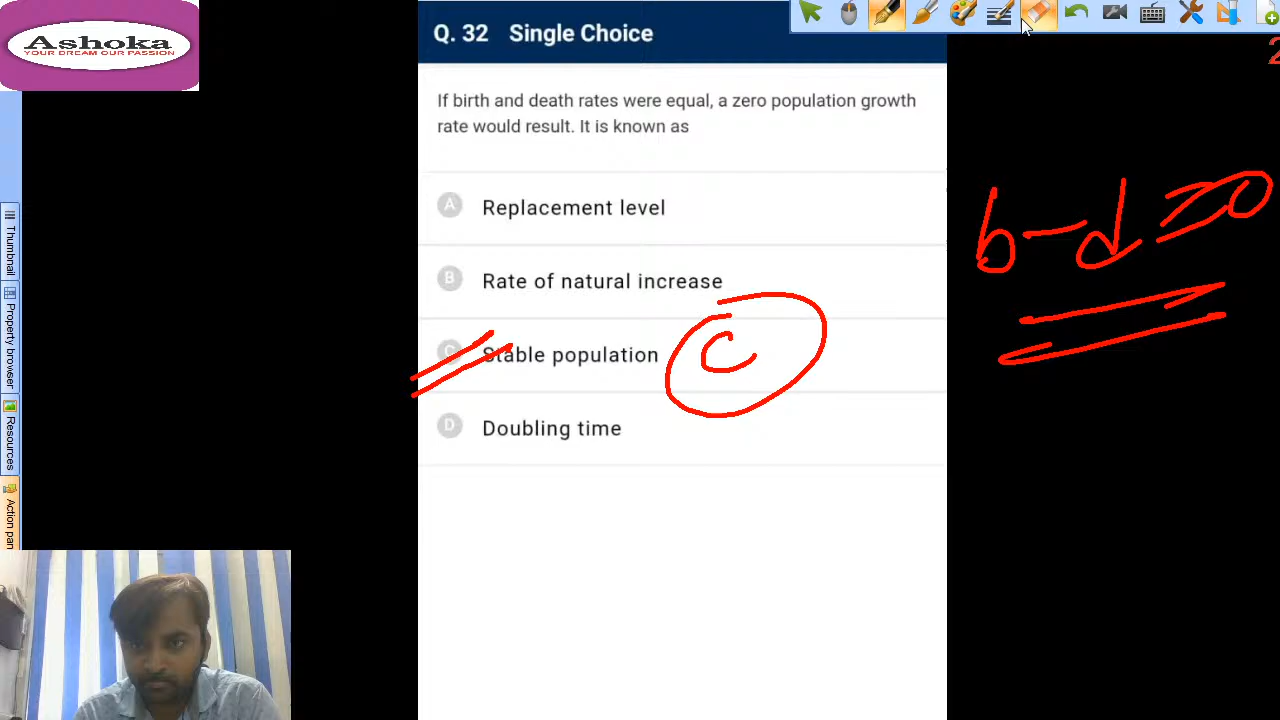 Ashoka
YOUR DREAM OUR PASSION
Q. 32 Single Choice
If birth and death rates were equal, a zero population growth
rate would result. It is known as
A Replacement level
B Rate of natural increase
C Stable population
C
D Doubling time
b-d=0
2
Thumbnail
Property browser
Resources
Action pan